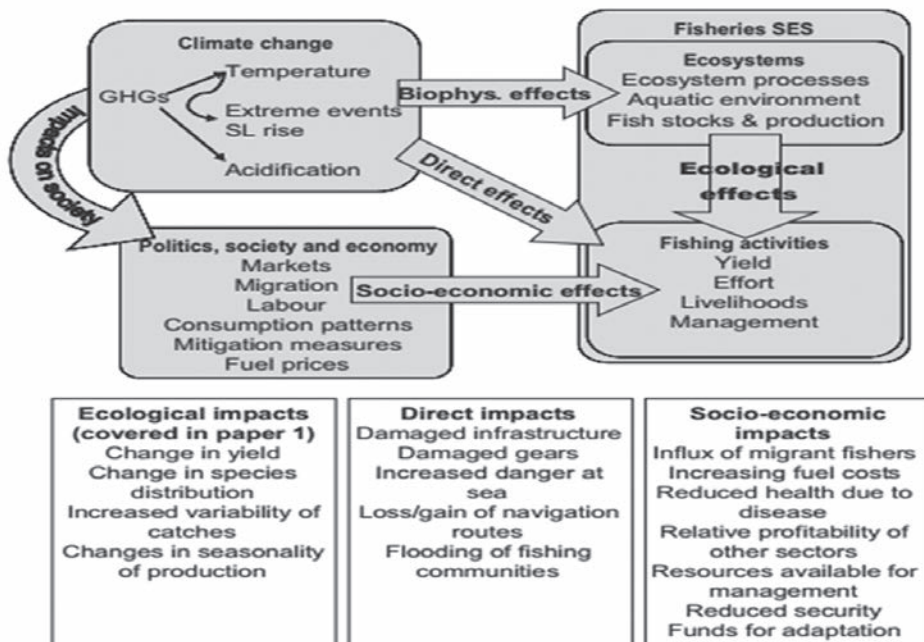 Climate change
GHGs
Temperature
Extreme events
SL rise
Acidification
Impacts on society
Biophys. effects
Direct effects
Fisheries SES
Ecosystems
Ecosystem processes
Aquatic environment
Fish stocks & production
Ecological
effects
Fishing activities
Yield
Effort
Livelihoods
Management
Politics, society and economy
Markets
Migration
Labour
Consumption patterns
Mitigation measures
Fuel prices
Socio-economic effects
Ecological impacts
(covered in paper 1)
Change in yield
Change in species
distribution
Increased variability of
catches
Changes in seasonality
of production
Direct impacts
Damaged infrastructure
Damaged gears
Increased danger at
sea
Loss/gain of navigation
routes
Flooding of fishing
communities
Socio-economic
impacts
Influx of migrant fishers
Increasing fuel costs
Reduced health due to
disease
Relative profitability of
other sectors
Resources available for
management
Reduced security
Funds for adaptation